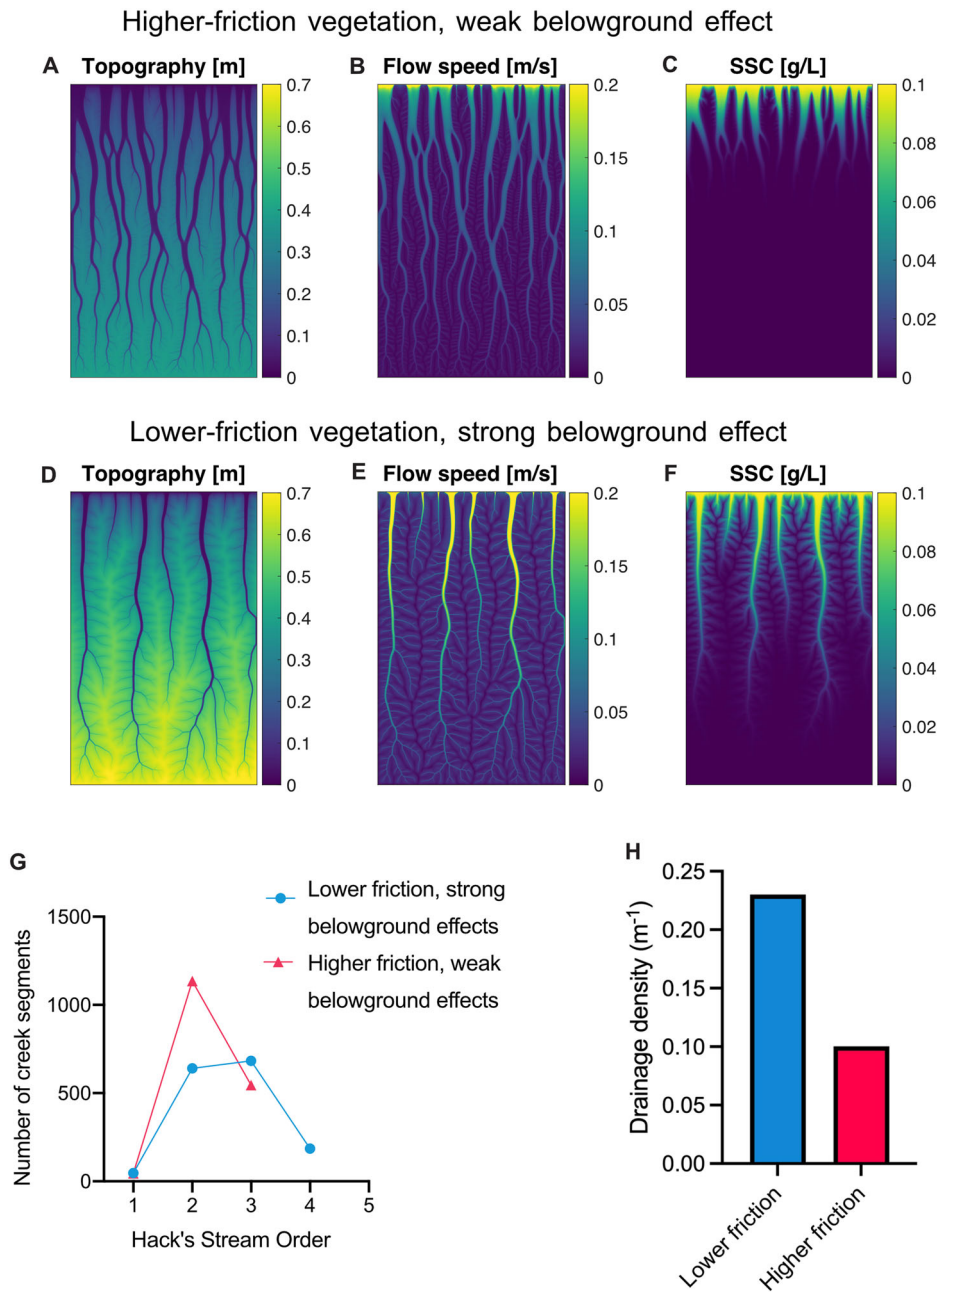 Higher-friction vegetation, weak belowground effect
A Topography [m]
0.7
0.6
0.5
0.4
0.3
0.2
0.1
0
B Flow speed [m/s]
0.2
0.15
0.1
0.05
0
C SSC [g/L]
0.1
0.08
0.06
0.04
0.02
0
Lower-friction vegetation, strong belowground effect
D Topography [m]
0.7
0.6
0.5
0.4
0.3
0.2
0.1
0
E Flow speed [m/s]
0.2
0.15
0.1
0.05
0
F SSC [g/L]
0.1
0.08
0.06
0.04
0.02
0
G
Lower friction, strong
belowground effects
Higher friction, weak
belowground effects
Number of creek segments
1500
1000
500
0
1 2 3 4 5
Hack's Stream Order
H
Drainage density (m-1)
0.25
0.20
0.15
0.10
0.05
0.00
Lower friction
Higher friction